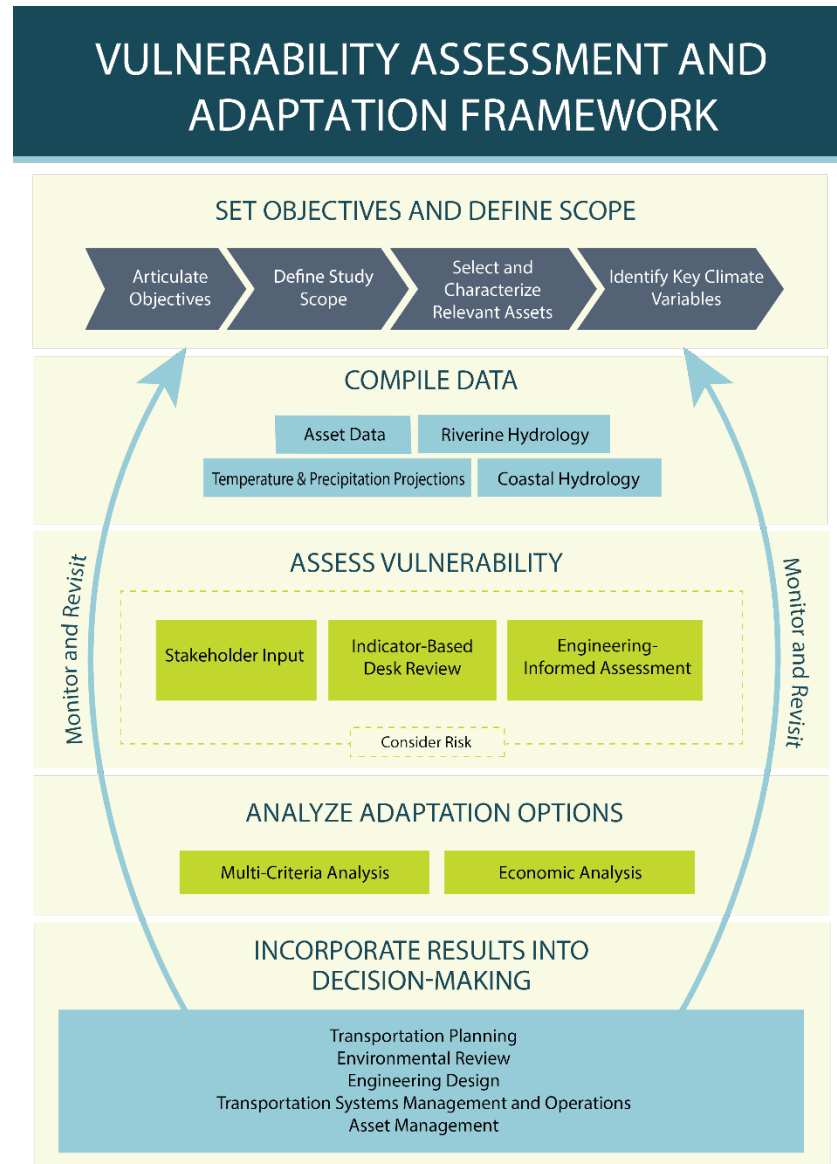 VULNERABILITY ASSESSMENT AND
ADAPTATION FRAMEWORK
SET OBJECTIVES AND DEFINE SCOPE
Articulate
Objectives
Define Study
Scope
Select and
Characterize
Relevant Assets
Identify Key Climate
Variables
COMPILE DATA
Asset Data
Riverine Hydrology
Temperature & Precipitation Projections
Coastal Hydrology
Monitor and Revisit
ASSESS VULNERABILITY
Stakeholder Input
Indicator-Based
Desk Review
Engineering-
Informed Assessment
Consider Risk
Monitor and Revisit
ANALYZE ADAPTATION OPTIONS
Multi-Criteria Analysis
Economic Analysis
INCORPORATE RESULTS INTO
DECISION-MAKING
Transportation Planning
Environmental Review
Engineering Design
Transportation Systems Management and Operations
Asset Management